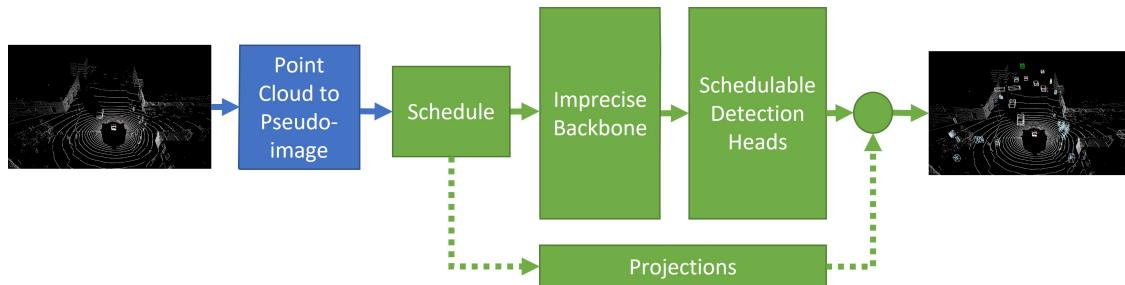 Point
Cloud to
Pseudo-
image
Schedule
Imprecise
Backbone
Schedulable
Detection
Heads
Projections